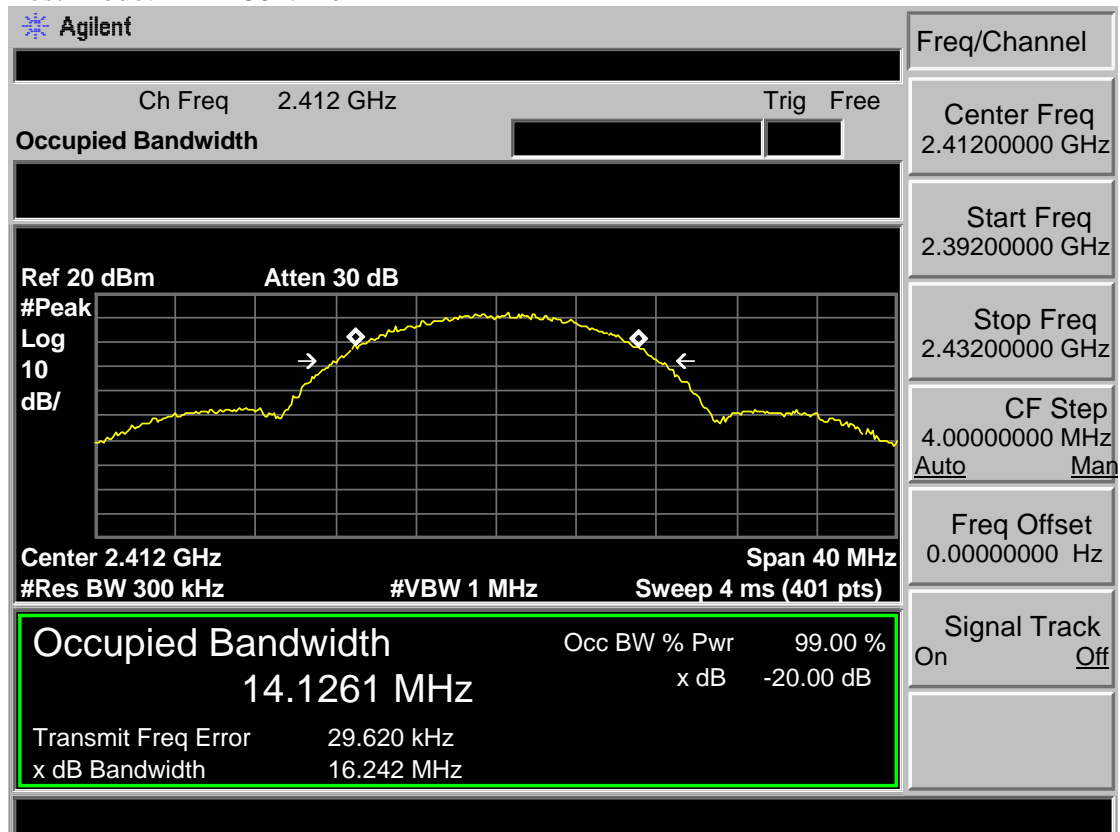 Agilent
Freq/Channel
Ch Freq 2.412 GHz Trig Free
Occupied Bandwidth
Center Freq
2.41200000 GHz
Start Freq
2.39200000 GHz
Stop Freq
2.43200000 GHz
CF Step
4.00000000 MHz
Auto Man
Freq Offset
0.00000000 Hz
Signal Track
On Off
Ref 20 dBm Atten 30 dB
#Peak
Log
10
dB/
Center 2.412 GHz Span 40 MHz
#Res BW 300 kHz #VBW 1 MHz Sweep 4 ms (401 pts)
Occupied Bandwidth Occ BW % Pwr 99.00 %
14.1261 MHz x dB -20.00 dB
Transmit Freq Error 29.620 kHz
x dB Bandwidth 16.242 MHz